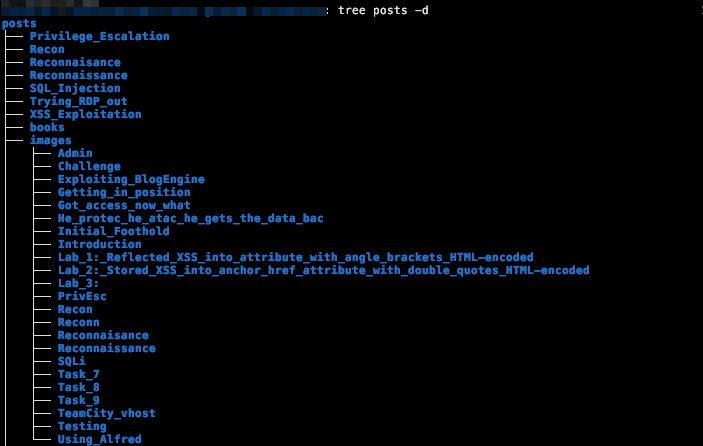 : tree posts -d
posts
Privilege_Escalation
Recon
Reconnaisance
Reconnaissance
SQL_Injection
Trying_RDP_out
XSS_Exploitation
books
images
Admin
Challenge
Exploiting_BlogEngine
Getting_in_position
Got_access_now_what
He_protec_he_atac_he_gets_the_data_bac
Initial_Foothold
Introduction
Lab_1:_Reflected_XSS_into_attribute_with_angle_brackets_HTML-encoded
Lab_2:_Stored_XSS_into_anchor_href_attribute_with_double_quotes_HTML-encoded
Lab_3:
PrivEsc
Recon
Reconn
Reconnaisance
Reconnaissance
SQLi
Task_7
Task_8
Task_9
TeamCity_vhost
Testing
Using_Alfred